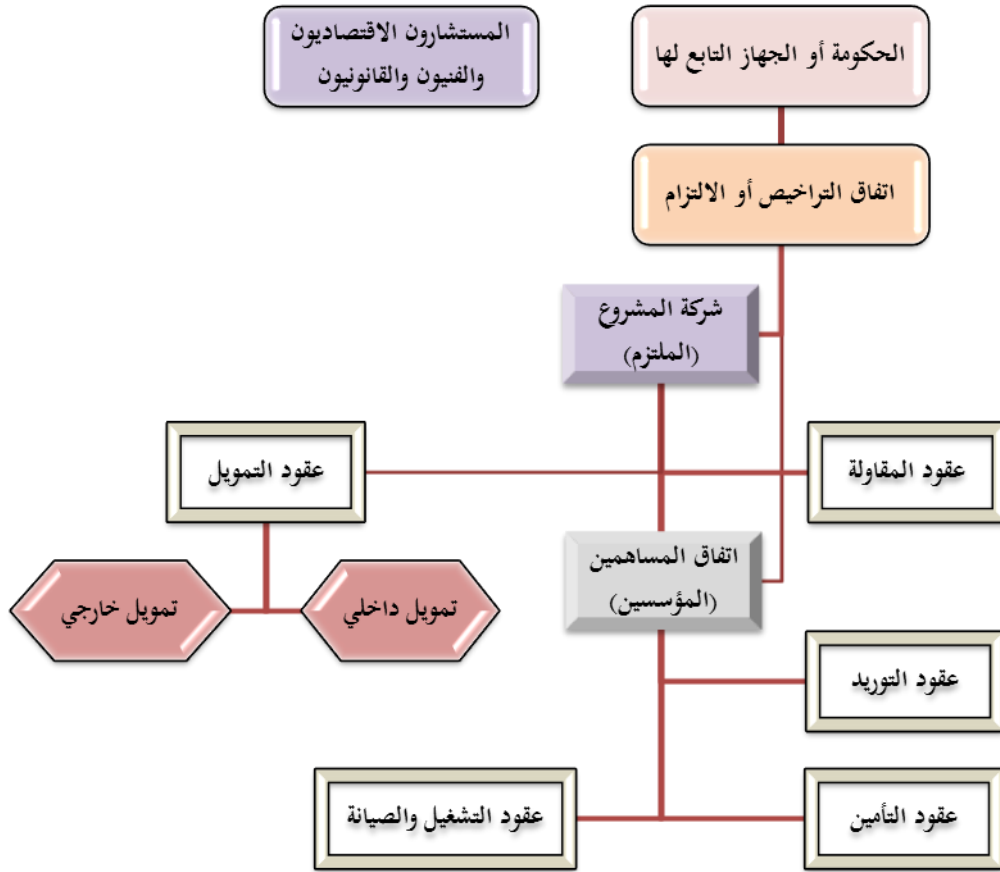 الحكومة أو الجهاز التابع لها
المستشارون الاقتصاديون
والفنيون والقانونيون
اتفاق التراخيص أو الالتزام
شركة المشروع
(الملتزم)
عقود المقاولة
عقود التمويل
اتفاق المساهمين
(المؤسسين)
تمويل داخلي
تمويل خارجي
عقود التوريد
عقود التأمين
عقود التشغيل والصيانة